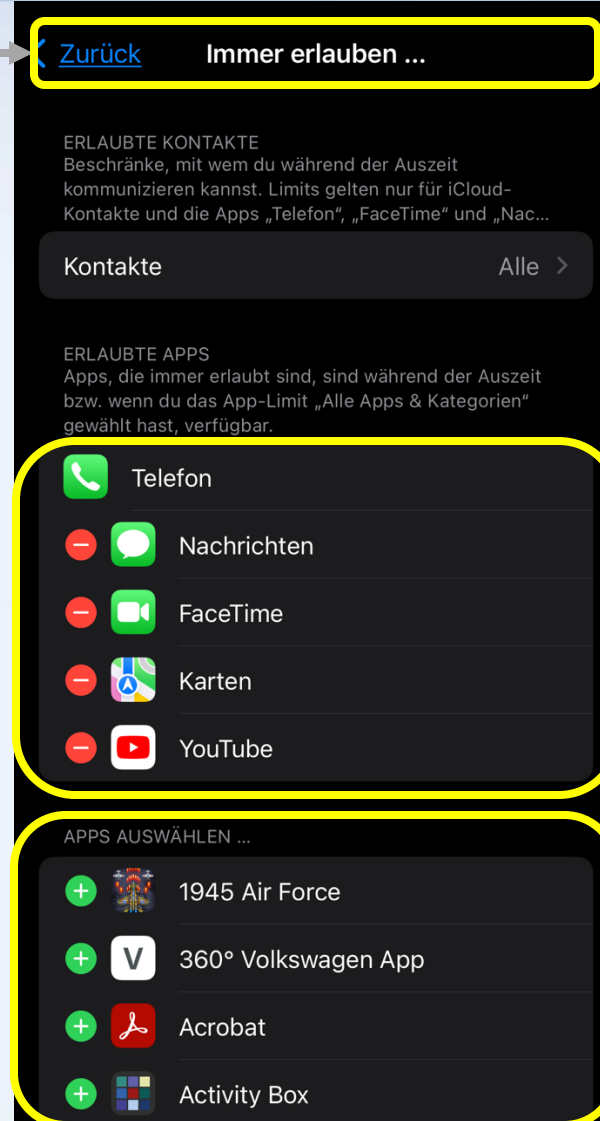 Zurück
Immer erlauben ...
ERLAUBTE KONTAKTE
Beschränke, mit wem du während der Auszeit
kommunizieren kannst. Limits gelten nur für iCloud-
Kontakte und die Apps „Telefon“, „FaceTime“ und „Nac...
Kontakte Alle
ERLAUBTE APPS
Apps, die immer erlaubt sind, sind während der Auszeit
bzw. wenn du das App-Limit „Alle Apps & Kategorien“
gewählt hast, verfügbar.
Telefon
Nachrichten
FaceTime
Karten
YouTube
APPS AUSWÄHLEN ...
1945 Air Force
V 360° Volkswagen App
Acrobat
Activity Box